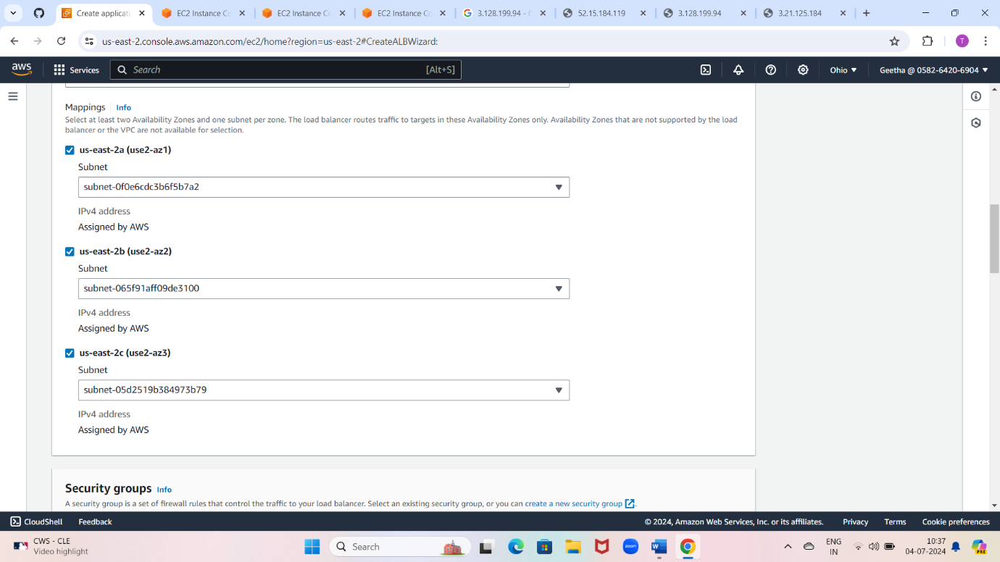 Create applicati
EC2 Instance Co
EC2 Instance Co
EC2 Instance Co
3.128.199.94 - G
52.15.184.119
3.128.199.94
3.21.125.184
us-east-2.console.aws.amazon.com/ec2/home?region=us-east-2#CreateALBWizard:
T
aws
Services
Search
[Alt+S]
Ohio
Geetha @ 0582-6420-6904
Mappings
Info
Select at least two Availability Zones and one subnet per zone. The load balancer routes traffic to targets in these Availability Zones only. Availability Zones that are not supported by the load
balancer or the VPC are not available for selection.
us-east-2a (use2-az1)
Subnet
subnet-0f0e6cdc3b6f5b7a2
IPv4 address
Assigned by AWS
us-east-2b (use2-az2)
Subnet
subnet-065f91aff09de3100
IPv4 address
Assigned by AWS
us-east-2c (use2-az3)
Subnet
subnet-05d2519b384973b79
IPv4 address
Assigned by AWS
Security groups Info
A security group is a set of firewall rules that control the traffic to your load balancer. Select an existing security group, or you can create a new security group.
CloudShell
Feedback
© 2024, Amazon Web Services, Inc. or its affiliates.
Privacy
Terms
Cookie preferences
CWS - CLE
Video highlight
Search
zoom
W
ENG
IN
10:37
04-07-2024
PRE